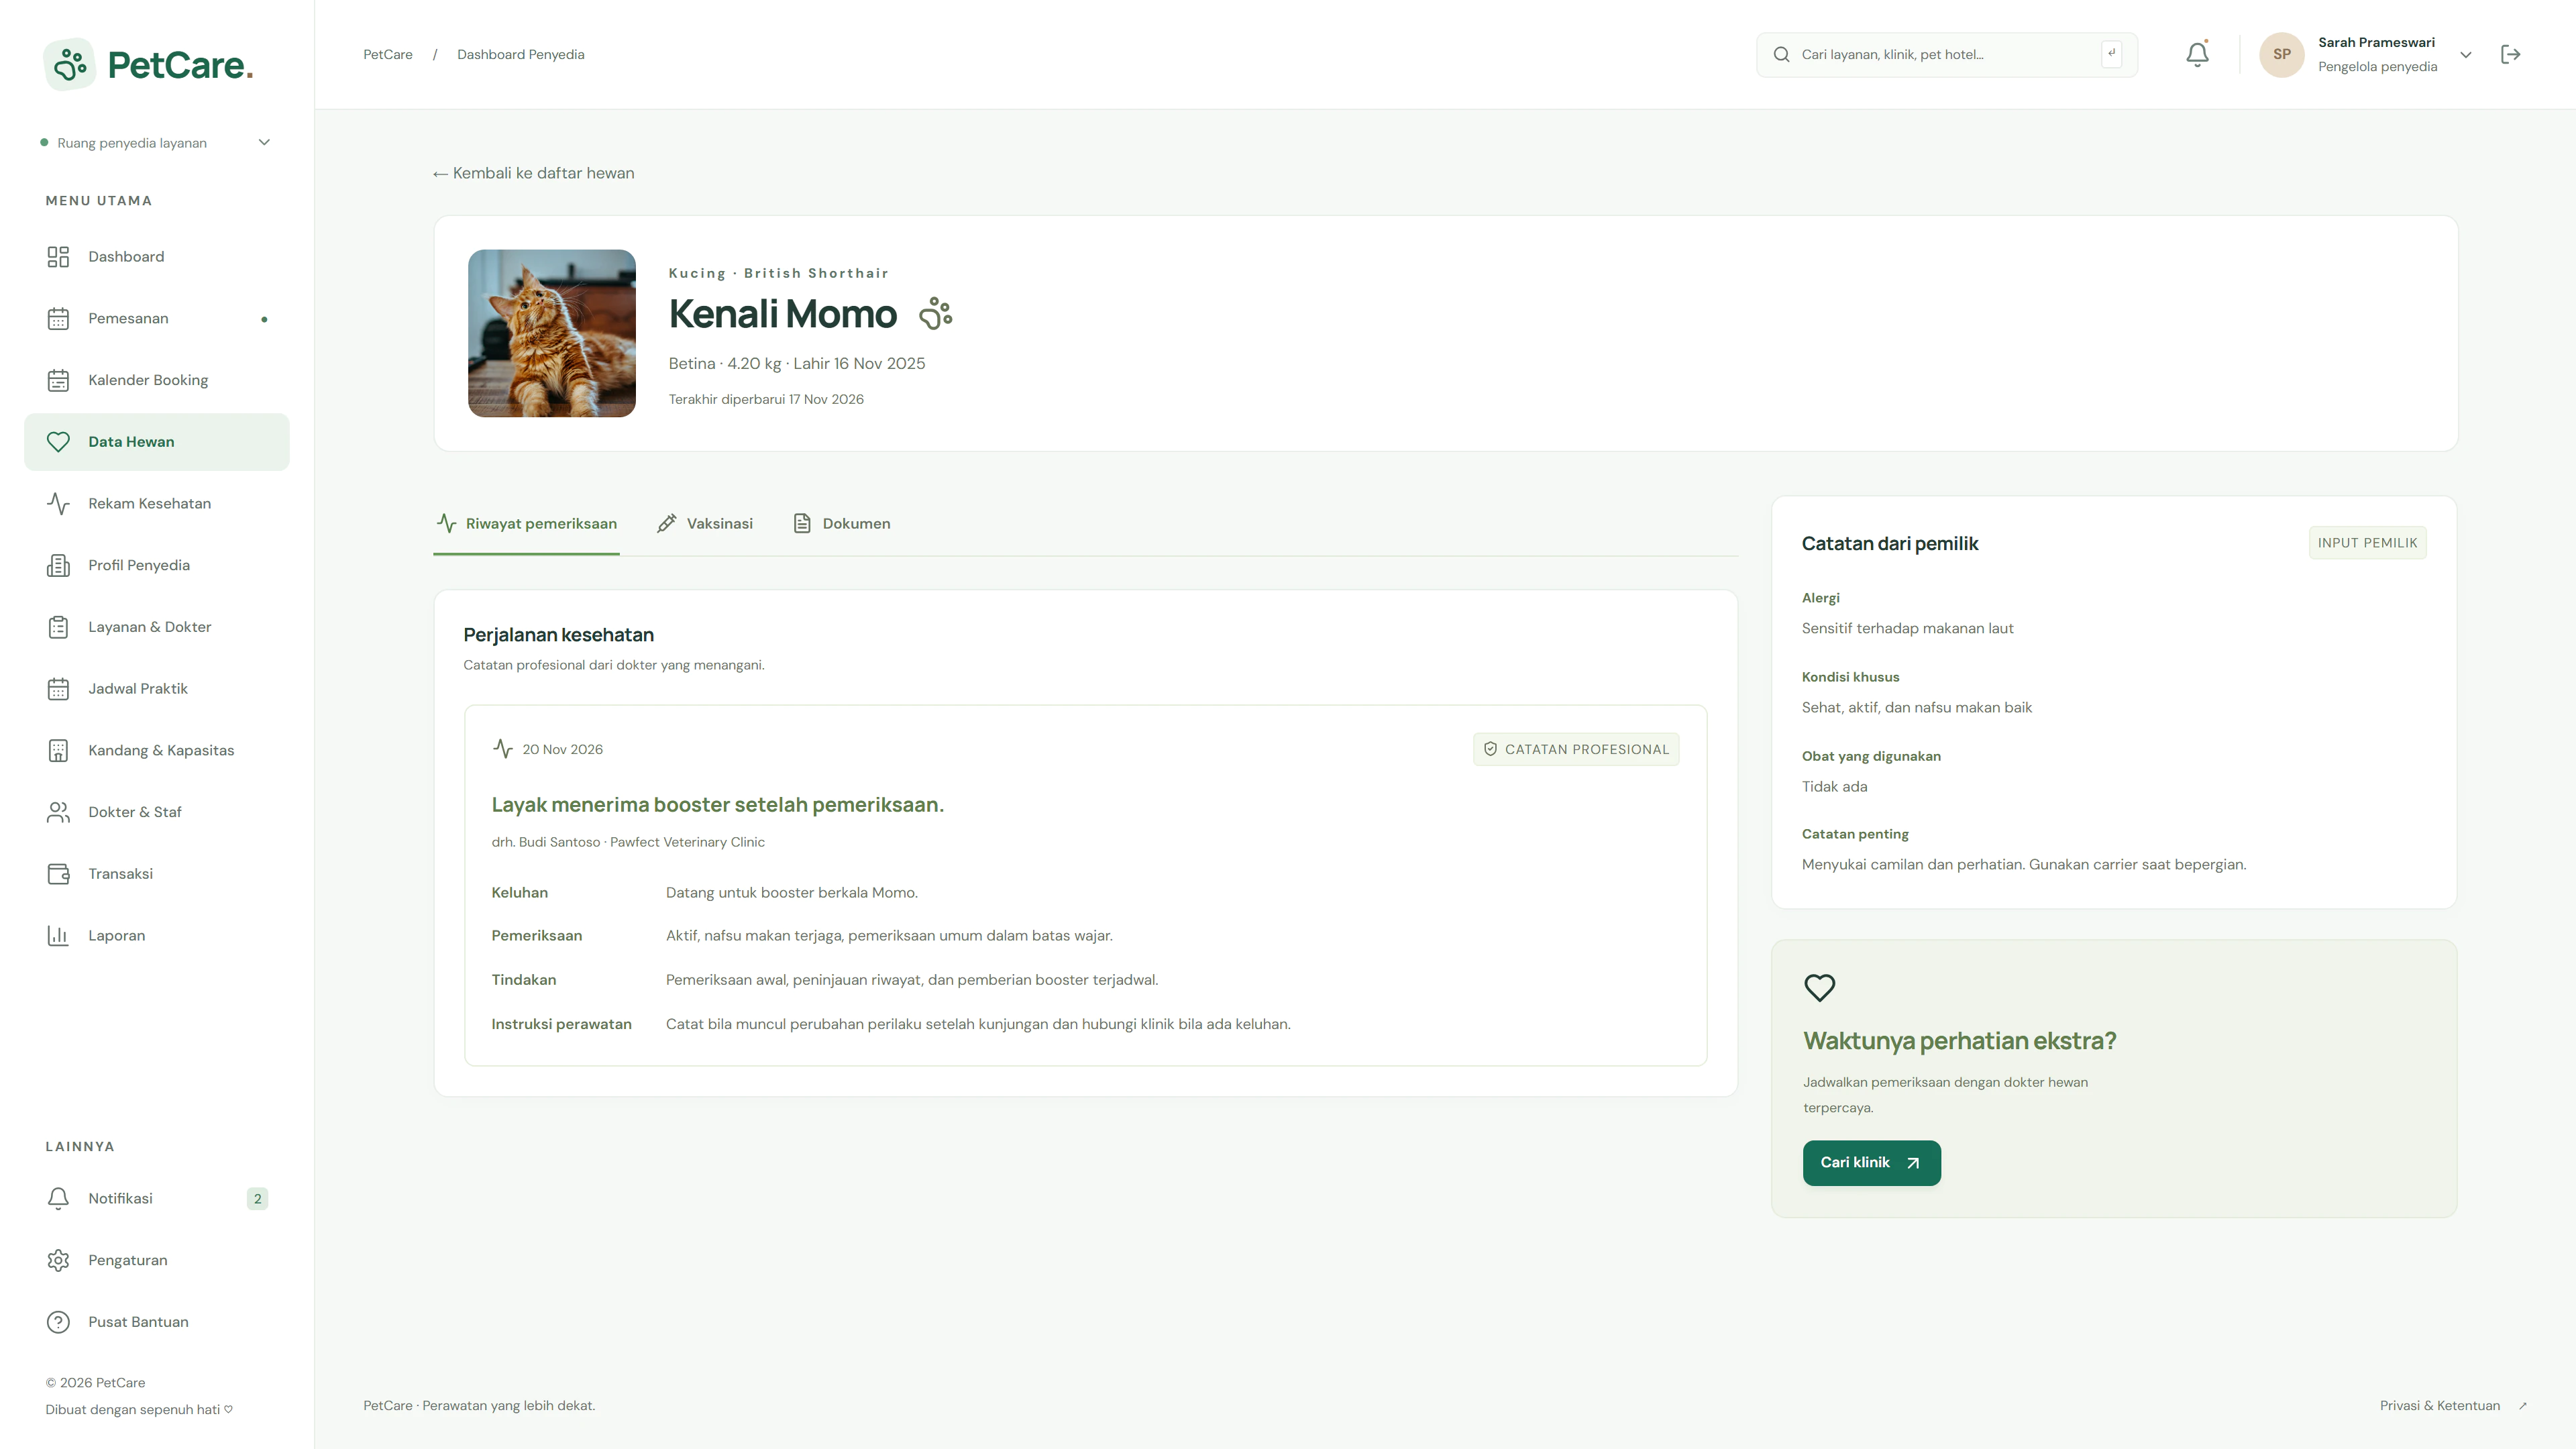 PetCare.
Ruang penyedia layanan
MENU UTAMA
Dashboard
Pemesanan
Kalender Booking
Data Hewan
Rekam Kesehatan
Profil Penyedia
Layanan & Dokter
Jadwal Praktik
Kandang & Kapasitas
Dokter & Staf
Transaksi
Laporan
LAINNYA
Notifikasi 2
Pengaturan
Pusat Bantuan
© 2026 PetCare
Dibuat dengan sepenuh hati ♡
PetCare / Dashboard Penyedia
Cari layanan, klinik, pet hotel... ↵
SP
Sarah Prameswari
Pengelola penyedia
← Kembali ke daftar hewan
Kucing · British Shorthair
Kenali Momo
Betina · 4.20 kg · Lahir 16 Nov 2025
Terakhir diperbarui 17 Nov 2026
Riwayat pemeriksaan Vaksinasi Dokumen
Perjalanan kesehatan
Catatan profesional dari dokter yang menangani.
20 Nov 2026 CATATAN PROFESIONAL
Layak menerima booster setelah pemeriksaan.
drh. Budi Santoso · Pawfect Veterinary Clinic
Keluhan Datang untuk booster berkala Momo.
Pemeriksaan Aktif, nafsu makan terjaga, pemeriksaan umum dalam batas wajar.
Tindakan Pemeriksaan awal, peninjauan riwayat, dan pemberian booster terjadwal.
Instruksi perawatan Catat bila muncul perubahan perilaku setelah kunjungan dan hubungi klinik bila ada keluhan.
Catatan dari pemilik INPUT PEMILIK
Alergi
Sensitif terhadap makanan laut
Kondisi khusus
Sehat, aktif, dan nafsu makan baik
Obat yang digunakan
Tidak ada
Catatan penting
Menyukai camilan dan perhatian. Gunakan carrier saat bepergian.
Waktunya perhatian ekstra?
Jadwalkan pemeriksaan dengan dokter hewan
terpercaya.
Cari klinik
PetCare · Perawatan yang lebih dekat.
Privasi & Ketentuan ↗